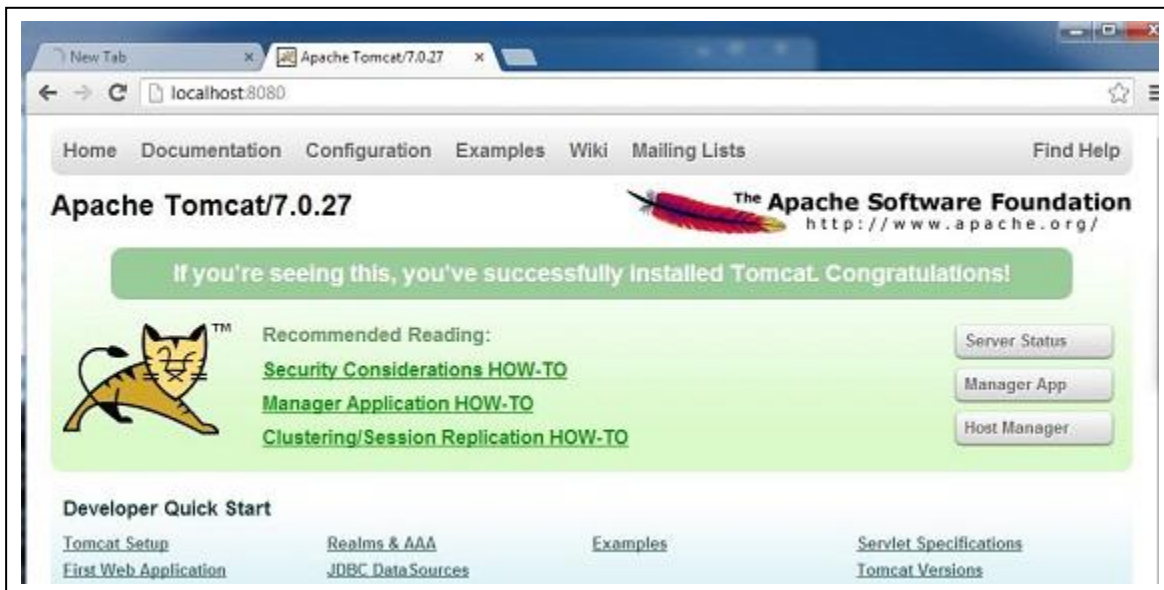 New Tab × Apache Tomcat/7.0.27 ×
localhost:8080
Home Documentation Configuration Examples Wiki Mailing Lists Find Help
Apache Tomcat/7.0.27
The Apache Software Foundation
http://www.apache.org/
If you're seeing this, you've successfully installed Tomcat. Congratulations!
TM
Recommended Reading:
Security Considerations HOW-TO
Manager Application HOW-TO
Clustering/Session Replication HOW-TO
Server Status
Manager App
Host Manager
Developer Quick Start
Tomcat Setup Realms & AAA Examples Servlet Specifications
First Web Application JDBC DataSources Tomcat Versions